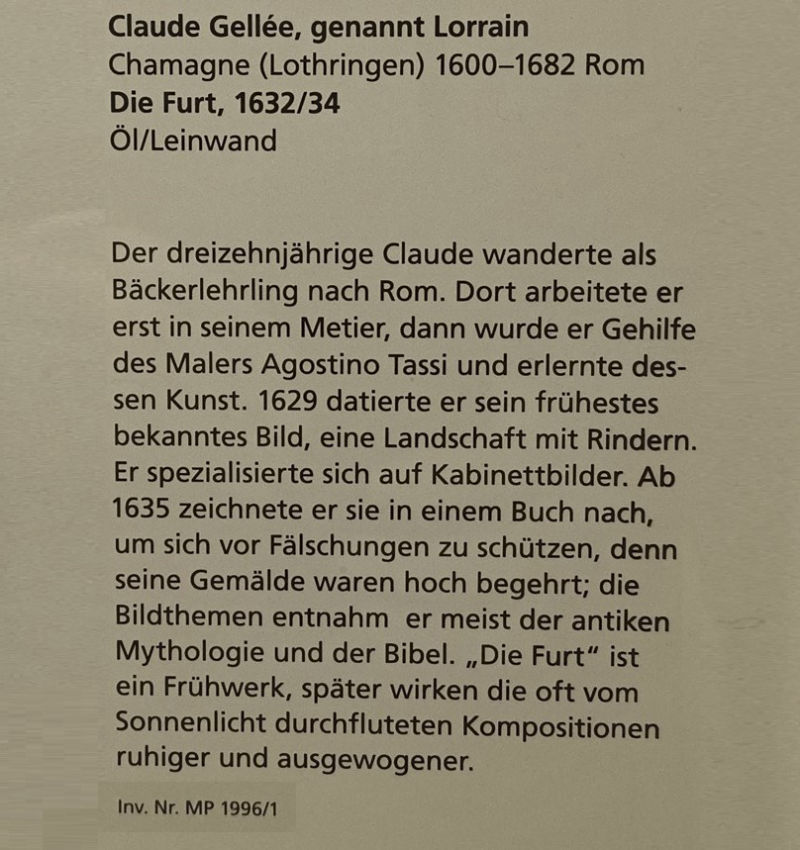 Claude Gellée, genannt Lorrain
Chamagne (Lothringen) 1600–1682 Rom
Die Furt, 1632/34
Öl/Leinwand
Der dreizehnjährige Claude wanderte als
Bäckerlehrling nach Rom. Dort arbeitete er
erst in seinem Metier, dann wurde er Gehilfe
des Malers Agostino Tassi und erlernte des-
sen Kunst. 1629 datierte er sein frühestes
bekanntes Bild, eine Landschaft mit Rindern.
Er spezialisierte sich auf Kabinettbilder. Ab
1635 zeichnete er sie in einem Buch nach,
um sich vor Fälschungen zu schützen, denn
seine Gemälde waren hoch begehrt; die
Bildthemen entnahm  er meist der antiken
Mythologie und der Bibel. „Die Furt“ ist
ein Frühwerk, später wirken die oft vom
Sonnenlicht durchfluteten Kompositionen
ruhiger und ausgewogener.
Inv. Nr. MP 1996/1